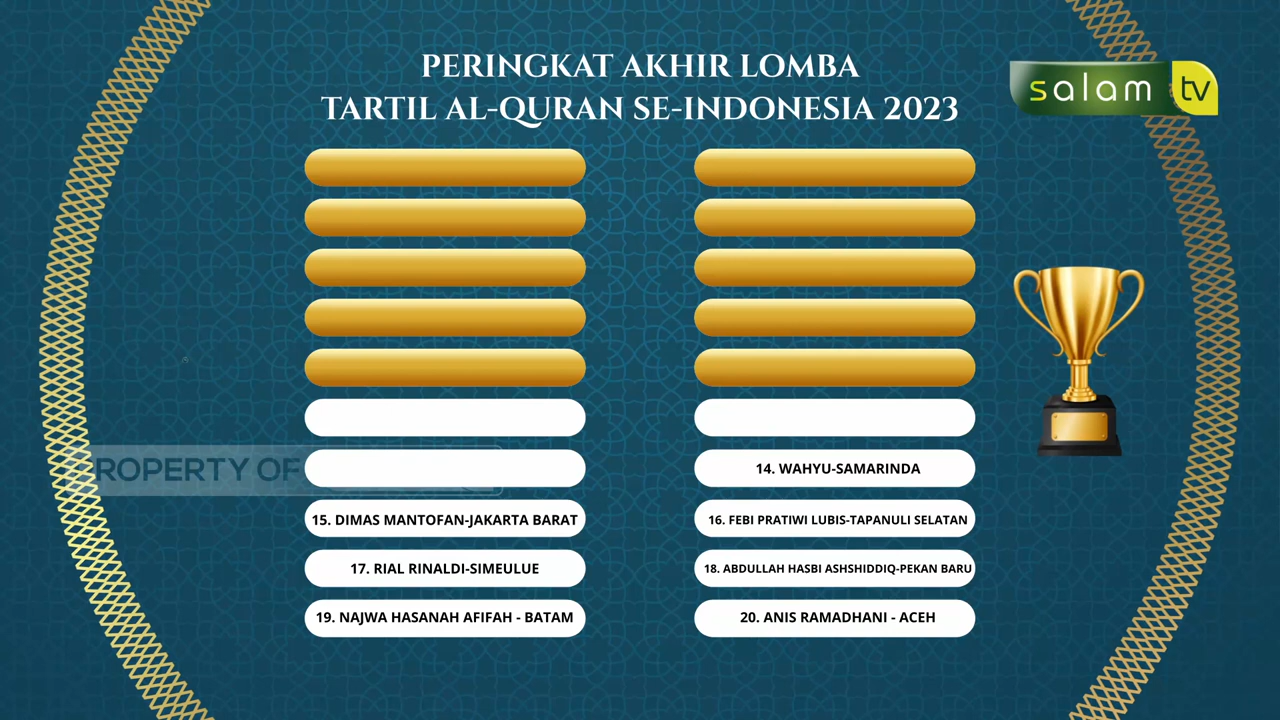 PERINGKAT AKHIR LOMBA
TARTIL AL-QURAN SE-INDONESIA 2023
salam tv
14. WAHYU-SAMARINDA
ROPERTY OF
15. DIMAS MANTOFAN-JAKARTA BARAT
16. FEBI PRATIWI LUBIS-TAPANULI SELATAN
17. RIAL RINALDI-SIMEULUE
18. ABDULLAH HASBI ASHSHIDDIQ-PEKAN BARU
19. NAJWA HASANAH AFIFAH - BATAM
20. ANIS RAMADHANI - ACEH